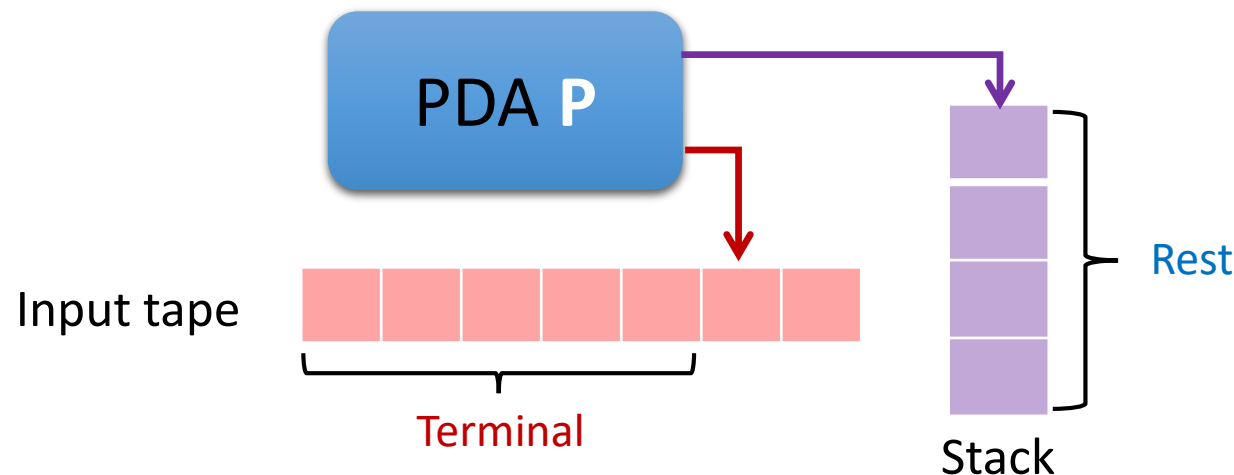 PDA P
Rest
Input tape
Terminal
Stack